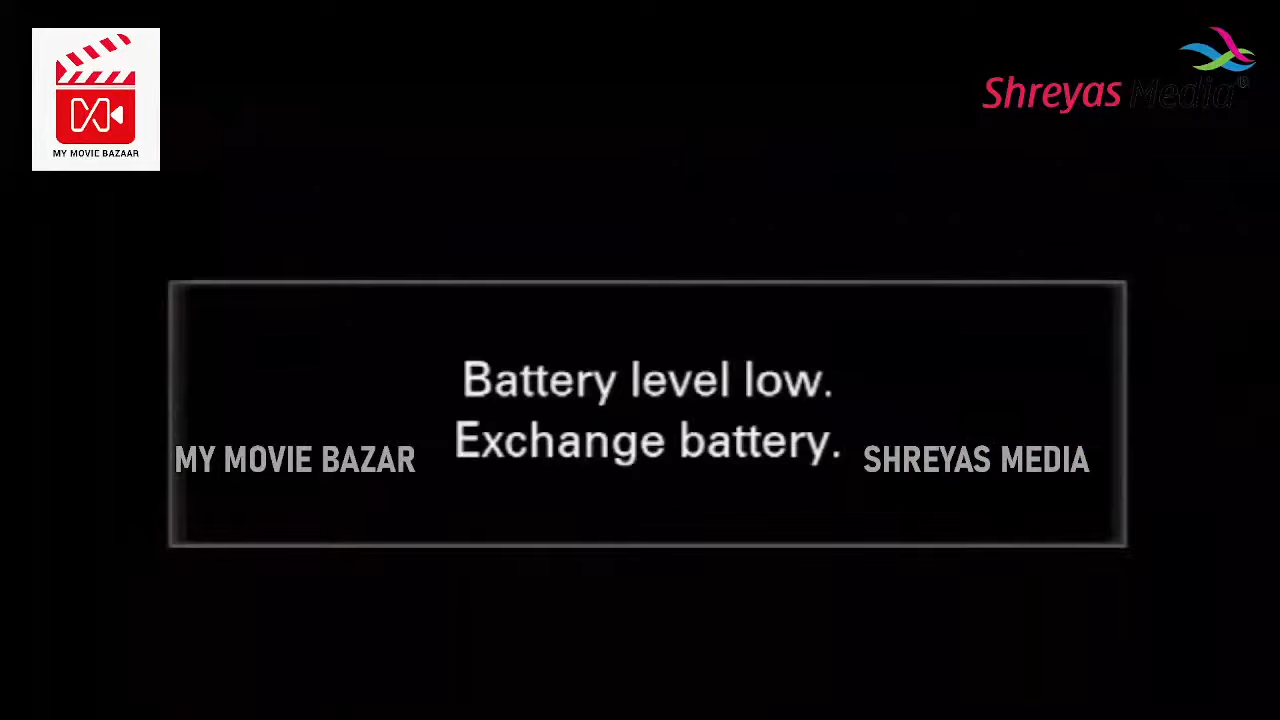 MY MOVIE BAZAAR
Shreyas Media®
Battery level low.
Exchange battery.
MY MOVIE BAZAR
SHREYAS MEDIA